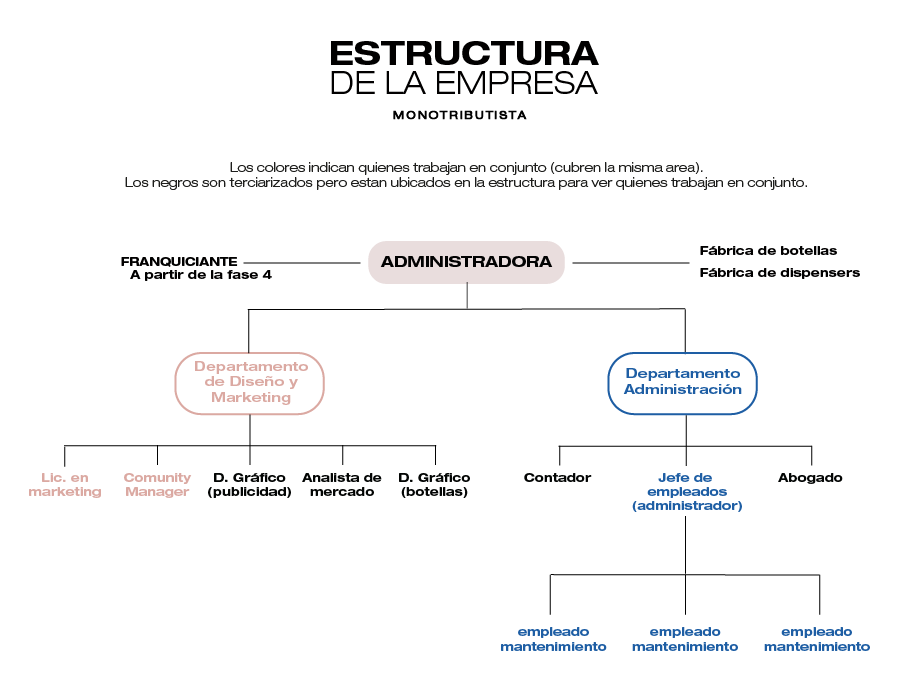 ESTRUCTURA
DE LA EMPRESA
MONOTRIBUTISTA
Los colores indican quienes trabajan en conjunto (cubren la misma area).
Los negros son terciarizados pero estan ubicados en la estructura para ver quienes trabajan en conjunto.
FRANQUICIANTE
A partir de la fase 4
ADMINISTRADORA
Fábrica de botellas
Fábrica de dispensers
Departamento
de Diseño y
Marketing
Departamento
Administración
Lic. en
marketing
Comunity
Manager
D. Gráfico
(publicidad)
Analista de
mercado
D. Gráfico
(botellas)
Contador
Jefe de
empleados
(administrador)
Abogado
empleado
mantenimiento
empleado
mantenimiento
empleado
mantenimiento